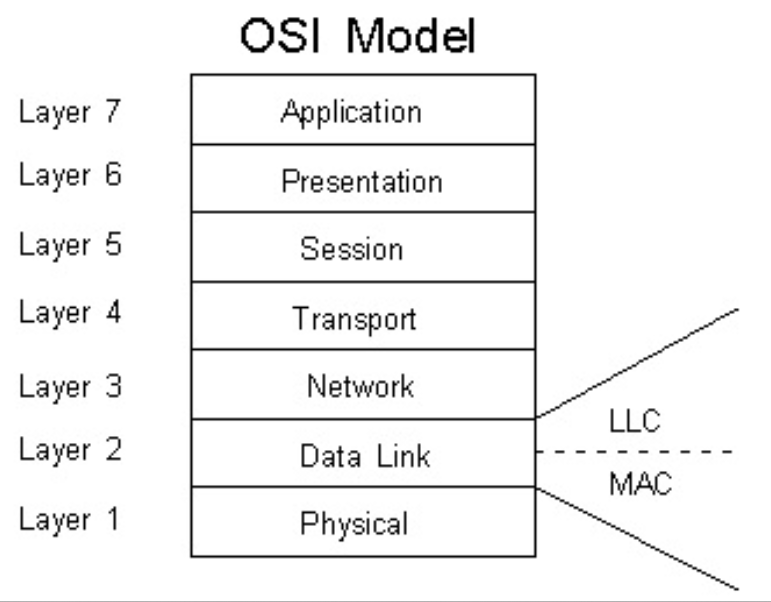 OSI Model
Layer 7 Application
Layer 6 Presentation
Layer 5 Session
Layer 4 Transport
Layer 3 Network
LLC
Layer 2 Data Link
MAC
Layer 1 Physical